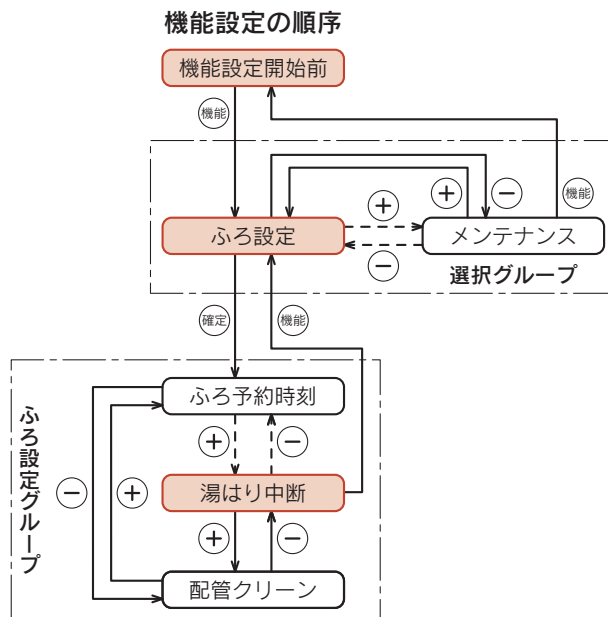 機能設定の順序
機能設定開始前
機能
+ - 機能
ふろ設定
+
-
メンテナンス
選択グループ
確定
機能
ふろ設定グループ
ふろ予約時刻
+ -
- +
湯はり中断
+ -
配管クリーン